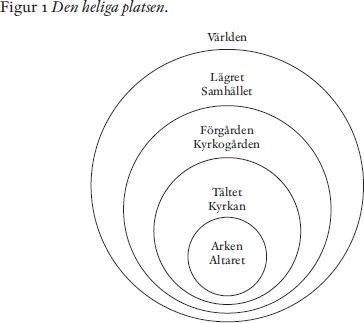 Figur 1 Den heliga platsen.
Världen
Lägret
Samhället
Förgården
Kyrkogården
Tältet
Kyrkan
Arken
Altaret